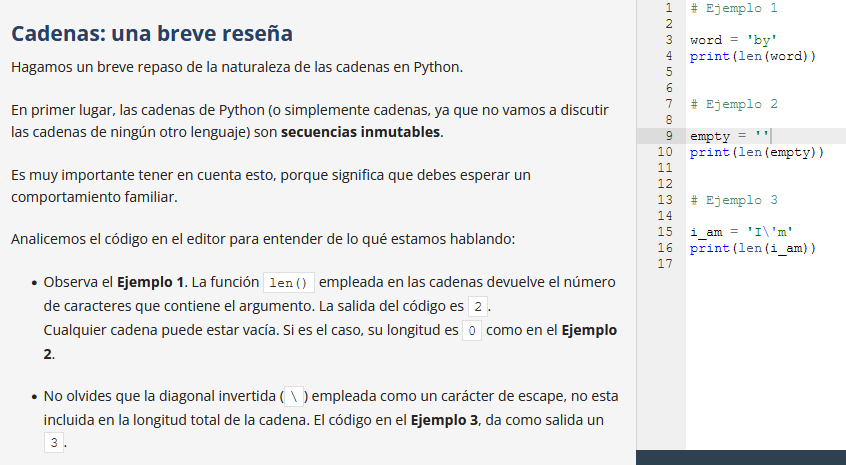 Cadenas: una breve reseña
Hagamos un breve repaso de la naturaleza de las cadenas en Python.
En primer lugar, las cadenas de Python (o simplemente cadenas, ya que no vamos a discutir
las cadenas de ningún otro lenguaje) son secuencias inmutables.
Es muy importante tener en cuenta esto, porque significa que debes esperar un
comportamiento familiar.
Analicemos el código en el editor para entender de lo qué estamos hablando:
• Observa el Ejemplo 1. La función len() empleada en las cadenas devuelve el número
de caracteres que contiene el argumento. La salida del código es 2.
Cualquier cadena puede estar vacía. Si es el caso, su longitud es 0 como en el Ejemplo
2.
• No olvides que la diagonal invertida (\) empleada como un carácter de escape, no esta
incluida en la longitud total de la cadena. El código en el Ejemplo 3, da como salida un
3.
1 # Ejemplo 1
2
3 word = 'by'
4 print(len(word))
5
6
7 # Ejemplo 2
8
9 empty = ''
10 print(len(empty))
11
12
13 # Ejemplo 3
14
15 i_am = 'I\'m'
16 print(len(i_am))
17